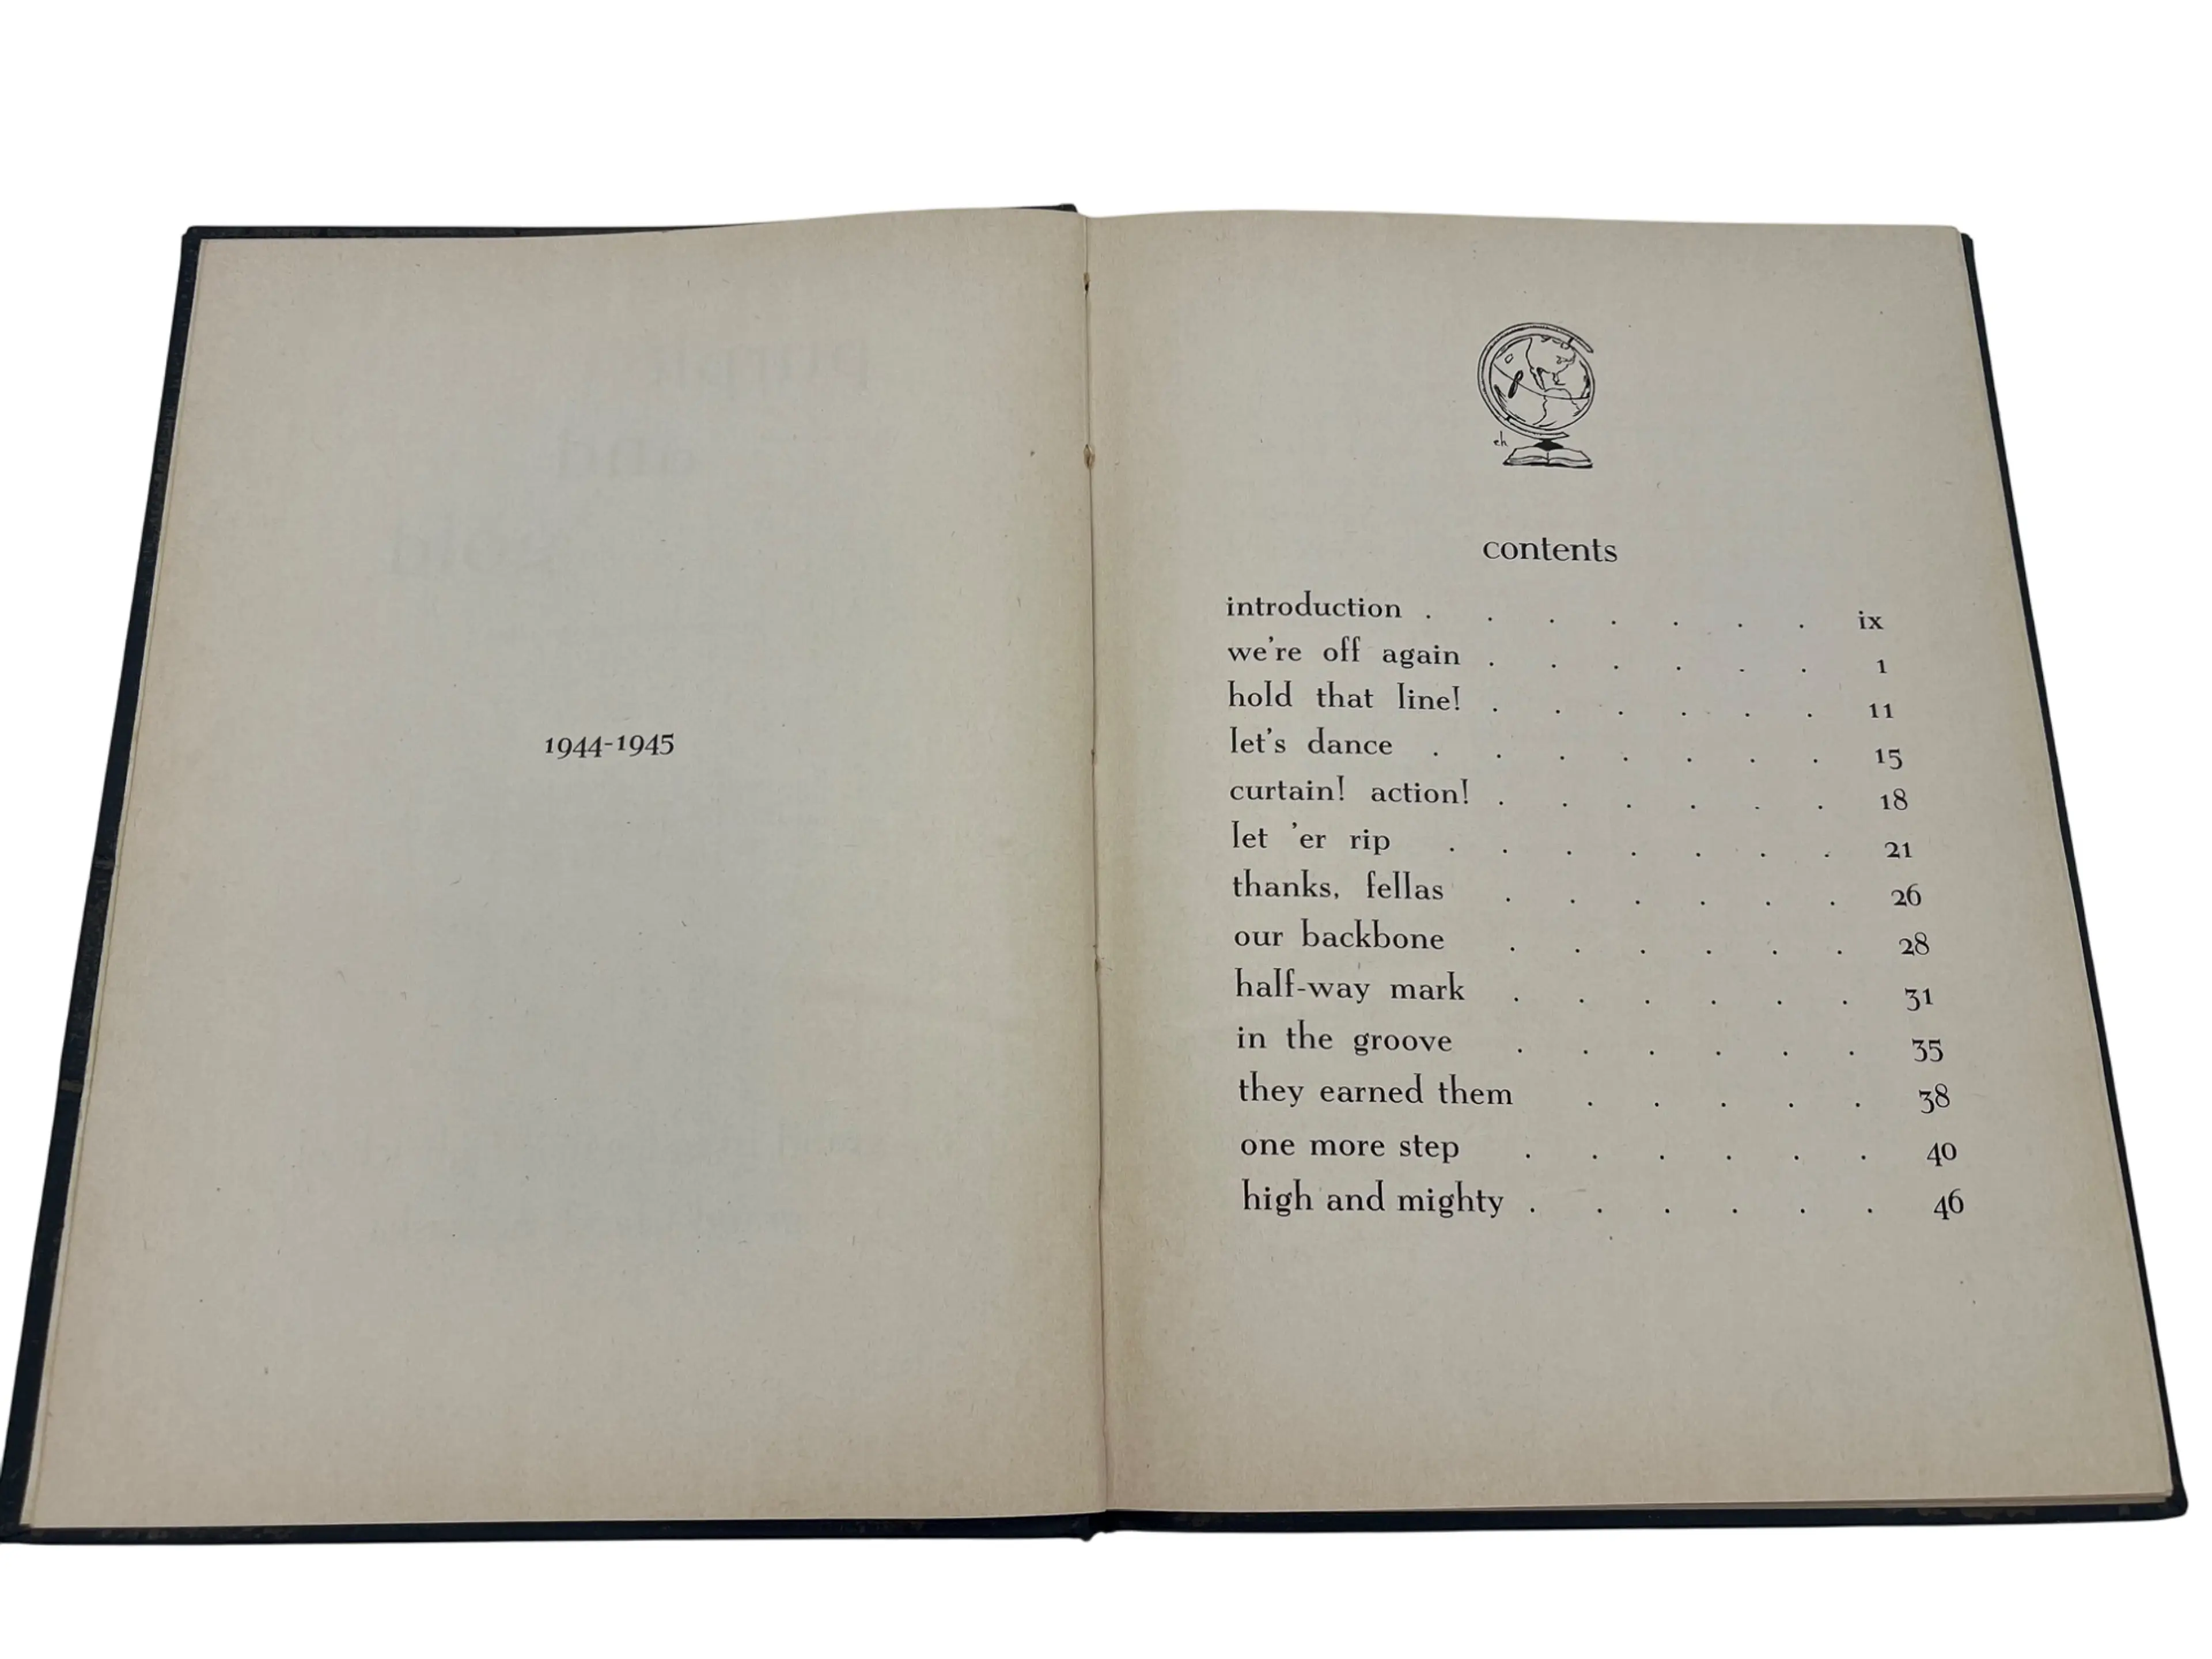 1944-1945
eh
contents
introduction . . . . . . . ix
we're off again . . . . . . 1
hold that line! . . . . . . 11
let's dance . . . . . . . 15
curtain! action! . . . . . . 18
let 'er rip . . . . . . . 21
thanks, fellas . . . . . . 26
our backbone . . . . . . 28
half-way mark . . . . . . 31
in the groove . . . . . . 35
they earned them . . . . . 38
one more step . . . . . . 40
high and mighty . . . . . . 46